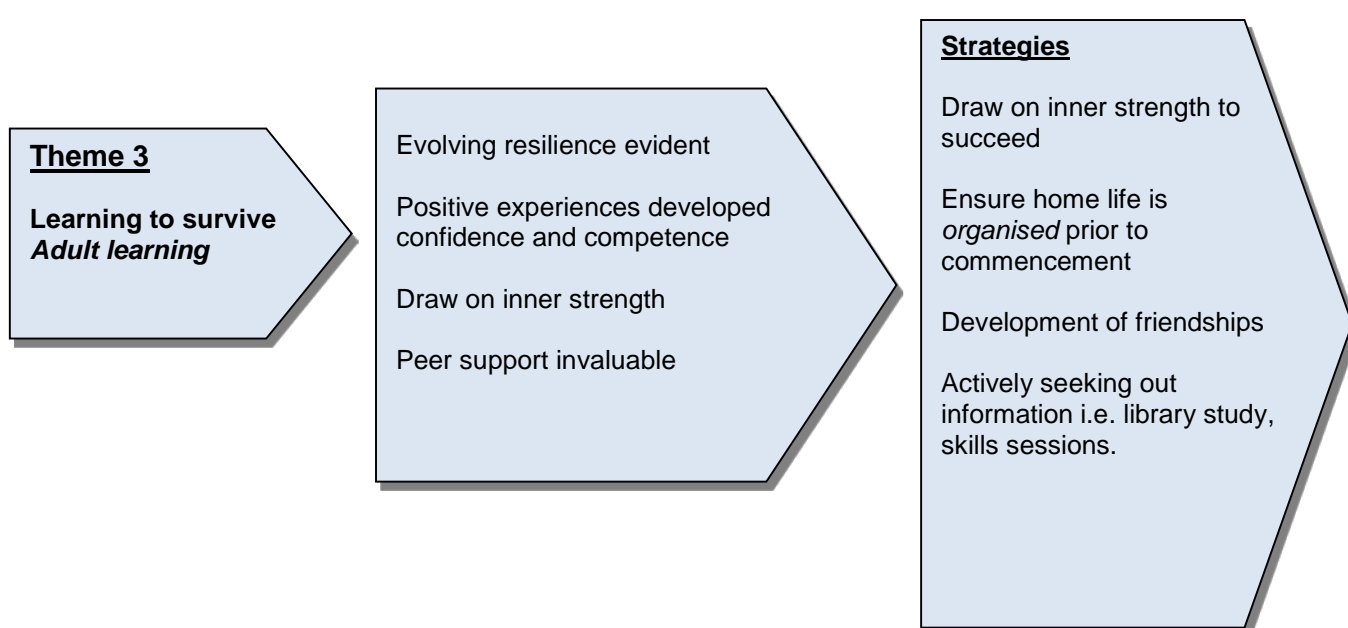 Theme 3
Learning to survive
Adult learning
Evolving resilience evident
Positive experiences developed
confidence and competence
Draw on inner strength
Peer support invaluable
Strategies
Draw on inner strength to
succeed
Ensure home life is
organised prior to
commencement
Development of friendships
Actively seeking out
information i.e. library study,
skills sessions.